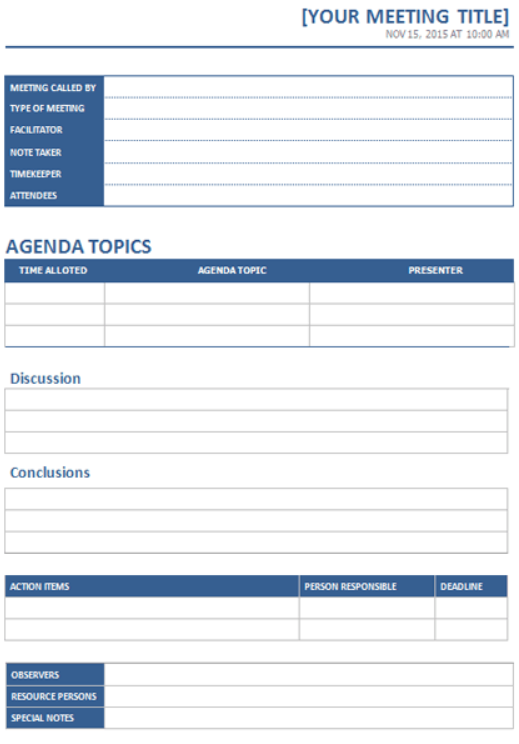 [YOUR MEETING TITLE]
NOV 15, 2015 AT 10:00 AM
MEETING CALLED BY
TYPE OF MEETING
FACILITATOR
NOTE TAKER
TIMEKEEPER
ATTENDEES
AGENDA TOPICS
TIME ALLOTED AGENDA TOPIC PRESENTER
Discussion
Conclusions
ACTION ITEMS PERSON RESPONSIBLE DEADLINE
OBSERVERS
RESOURCE PERSONS
SPECIAL NOTES